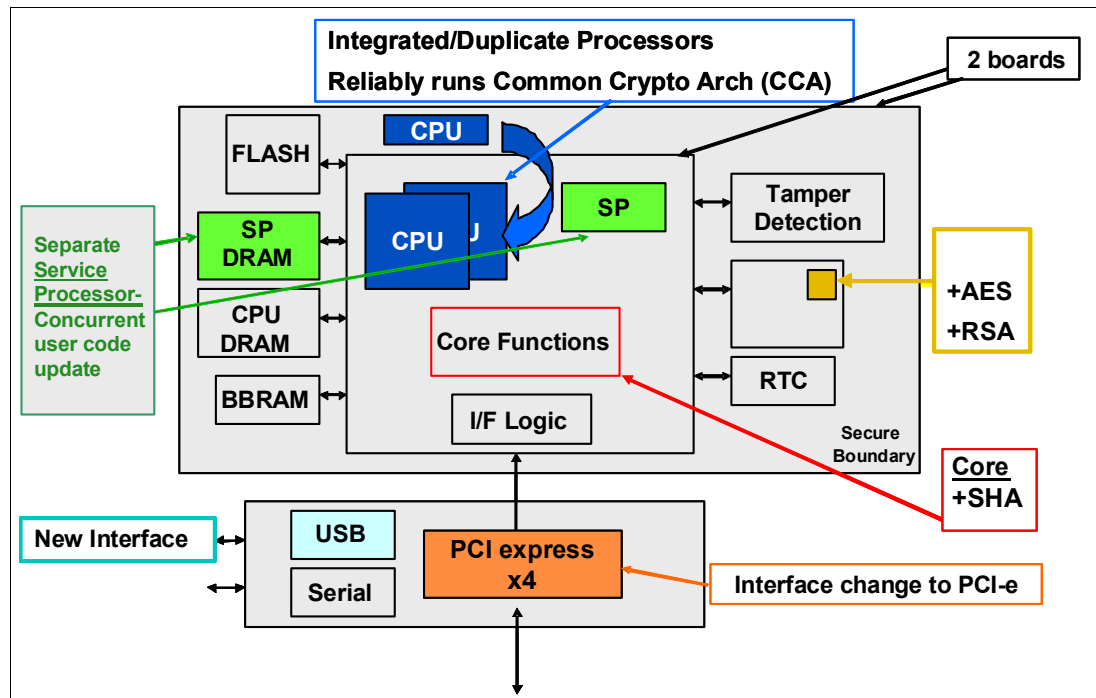 Integrated/Duplicate Processors
Reliably runs Common Crypto Arch (CCA)
2 boards
FLASH
CPU
SP
DRAM
CPU
DRAM
BBRAM
CPU
U
SP
Core Functions
I/F Logic
Tamper
Detection
RTC
Secure
Boundary
Separate
Service
Processor-
Concurrent
user code
update
+AES
+RSA
Core
+SHA
New Interface
USB
Serial
PCI express
x4
Interface change to PCI-e